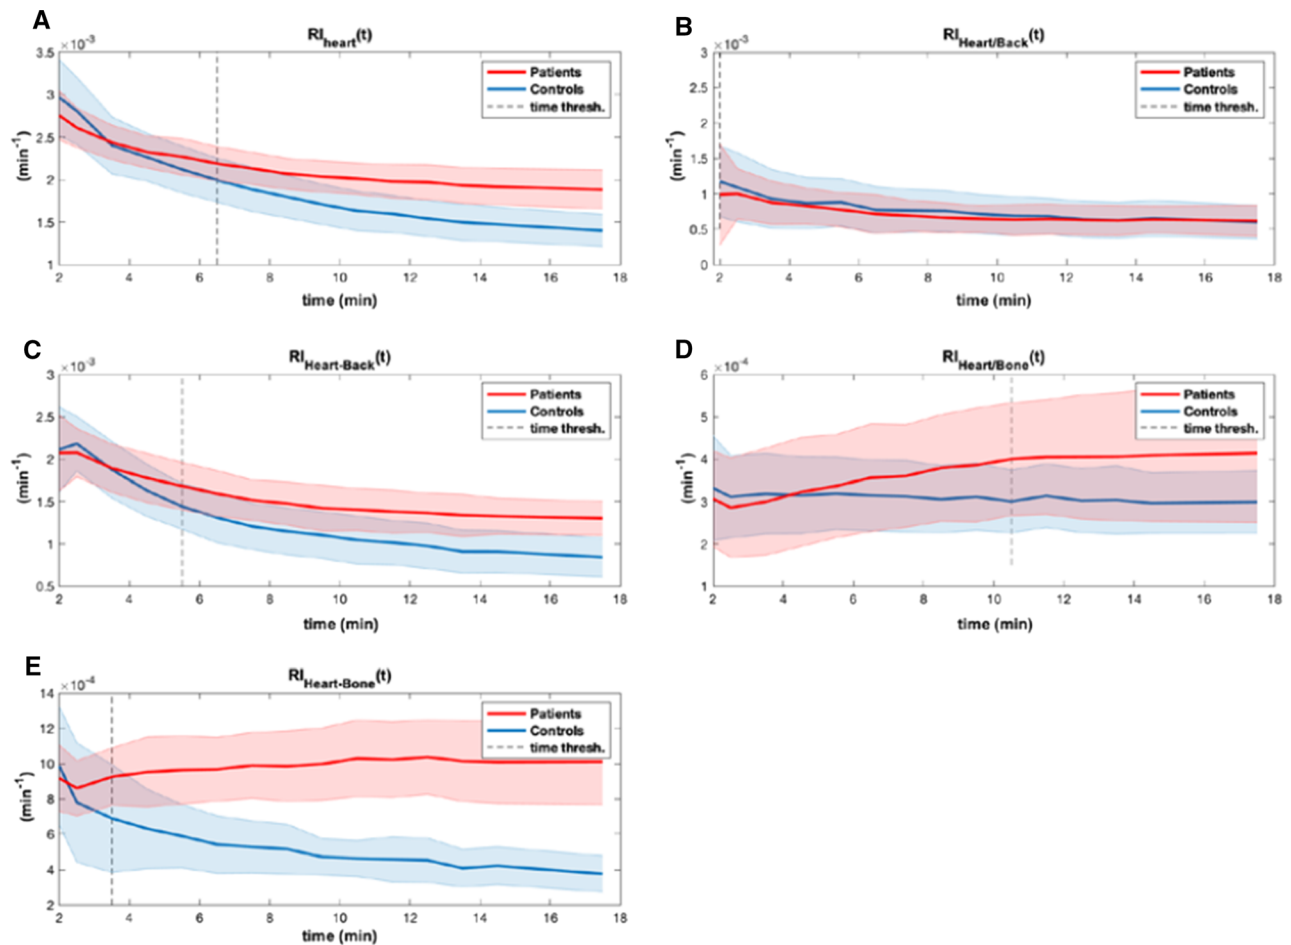 A
RI_heart(t)
×10^-3
3.5
3
2.5
2
1.5
1
(min^-1)
2 4 6 8 10 12 14 16 18
time (min)
Patients
Controls
time thresh.
B
RI_Heart/Back(t)
×10^-3
3
2.5
2
1.5
1
0.5
0
(min^-1)
2 4 6 8 10 12 14 16 18
time (min)
Patients
Controls
time thresh.
C
RI_Heart-Back(t)
×10^-3
3
2.5
2
1.5
1
0.5
(min^-1)
2 4 6 8 10 12 14 16 18
time (min)
Patients
Controls
time thresh.
D
RI_Heart/Bone(t)
×10^-4
6
5
4
3
2
1
(min^-1)
2 4 6 8 10 12 14 16 18
time (min)
Patients
Controls
time thresh.
E
RI_Heart-Bone(t)
×10^-4
14
12
10
8
6
4
2
(min^-1)
2 4 6 8 10 12 14 16 18
time (min)
Patients
Controls
time thresh.